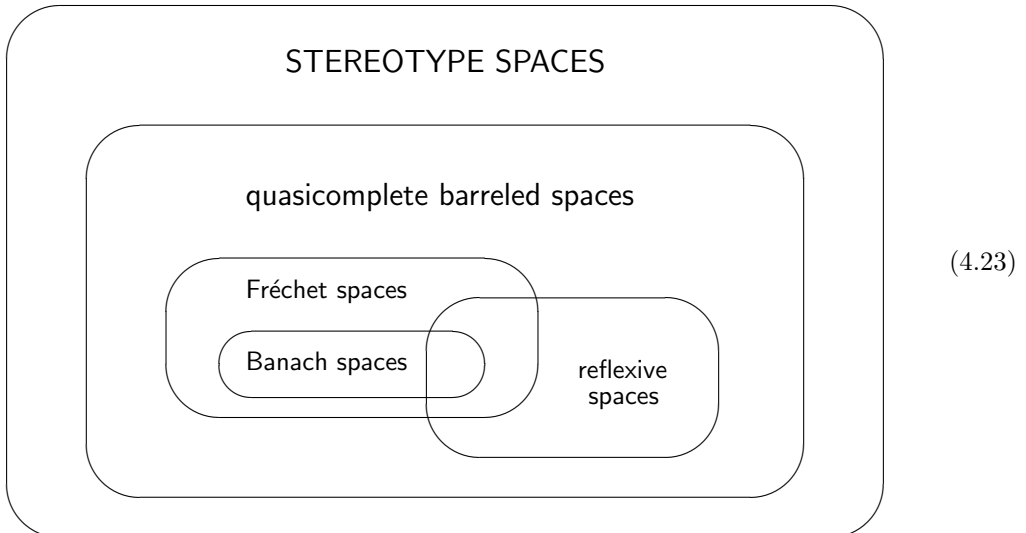 STEREOTYPE SPACES
quasicomplete barreled spaces
(4.23)
Fréchet spaces
Banach spaces
reflexive
spaces